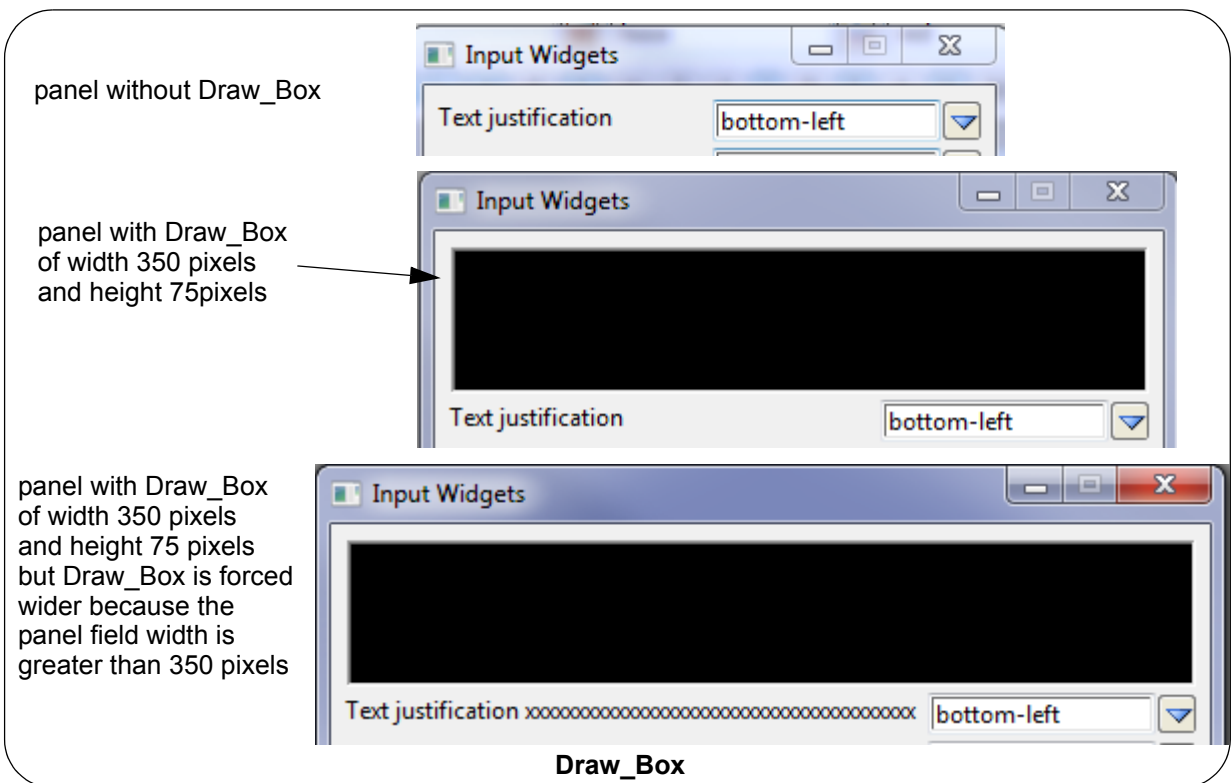 Input Widgets
panel without Draw_Box
Text justification
bottom-left
Input Widgets
panel with Draw_Box
of width 350 pixels
and height 75pixels
Text justification
bottom-left
panel with Draw_Box
of width 350 pixels
and height 75 pixels
but Draw_Box is forced
wider because the
panel field width is
greater than 350 pixels
Input Widgets
Text justification xxxxxxxxxxxxxxxxxxxxxxxxxxxxxxxxxxxxxxxx
bottom-left
Draw_Box